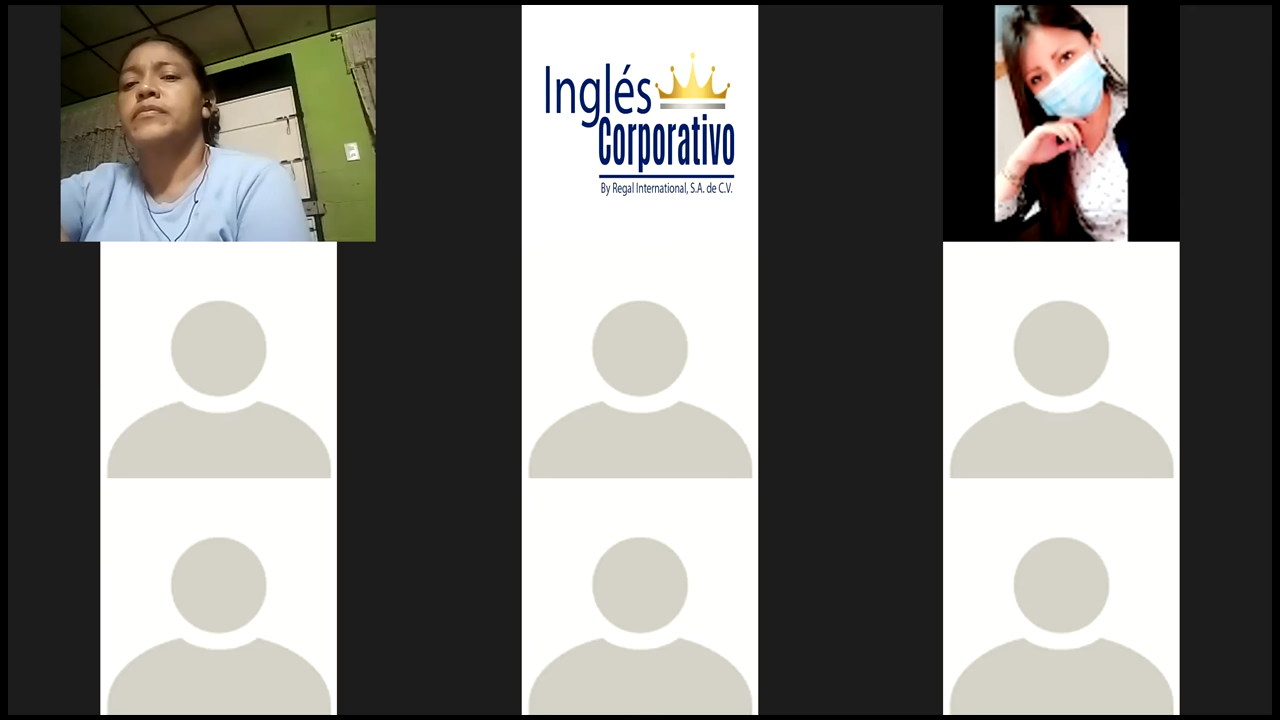 Inglés
Corporativo
By Regal International, S.A. de C.V.